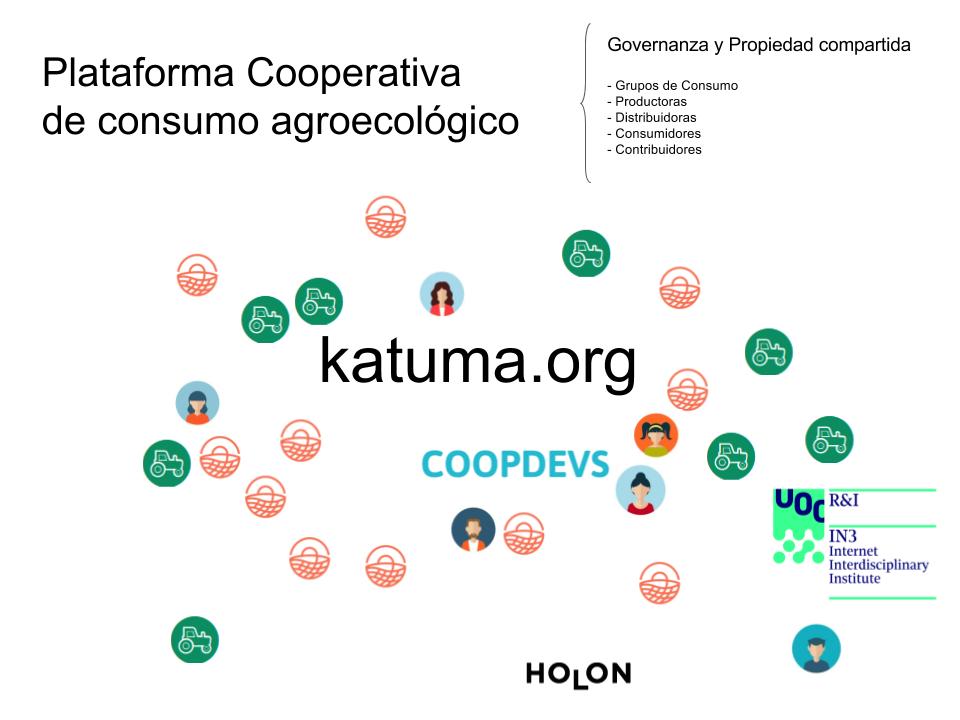 Plataforma Cooperativa
de consumo agroecológico
Governanza y Propiedad compartida
- Grupos de Consumo
- Productoras
- Distribuidoras
- Consumidores
- Contribuidores
katuma.org
COOPDEVS
UOC
R&I
IN3
Internet
Interdisciplinary
Institute
HOLON